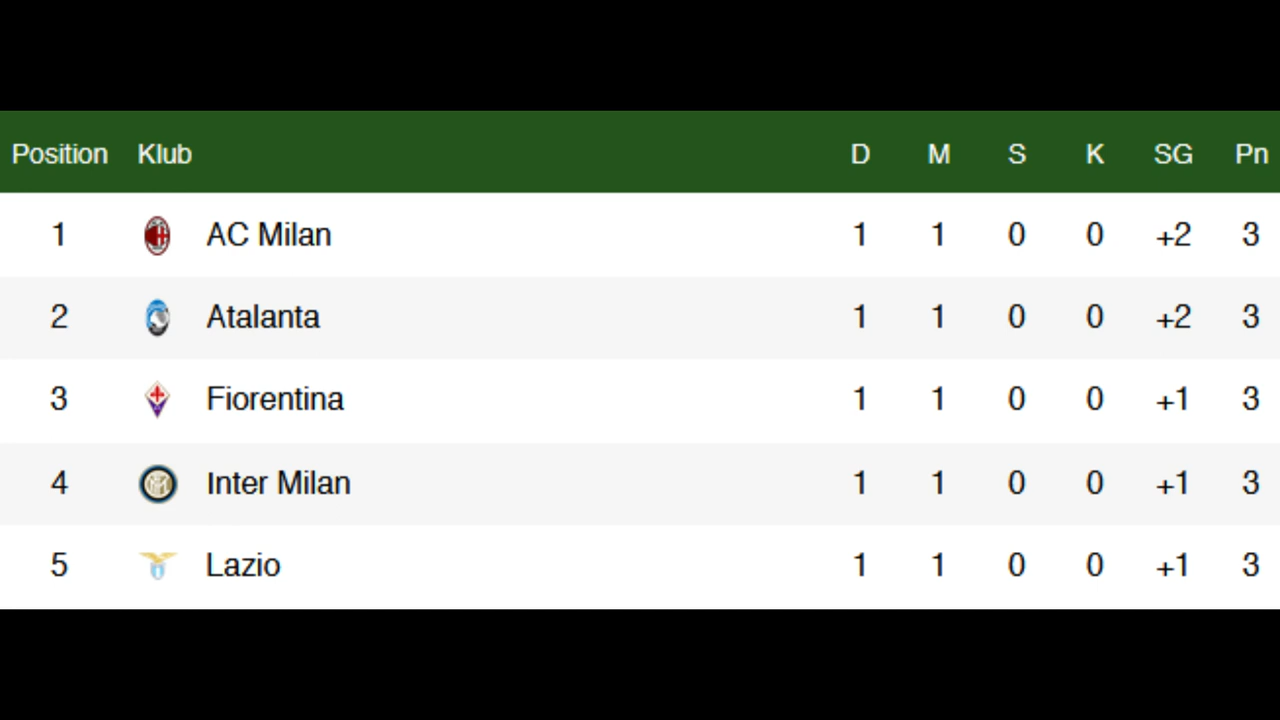 Position Klub D M S K SG Pn
1 AC Milan 1 1 0 0 +2 3
2 Atalanta 1 1 0 0 +2 3
3 Fiorentina 1 1 0 0 +1 3
4 Inter Milan 1 1 0 0 +1 3
5 Lazio 1 1 0 0 +1 3